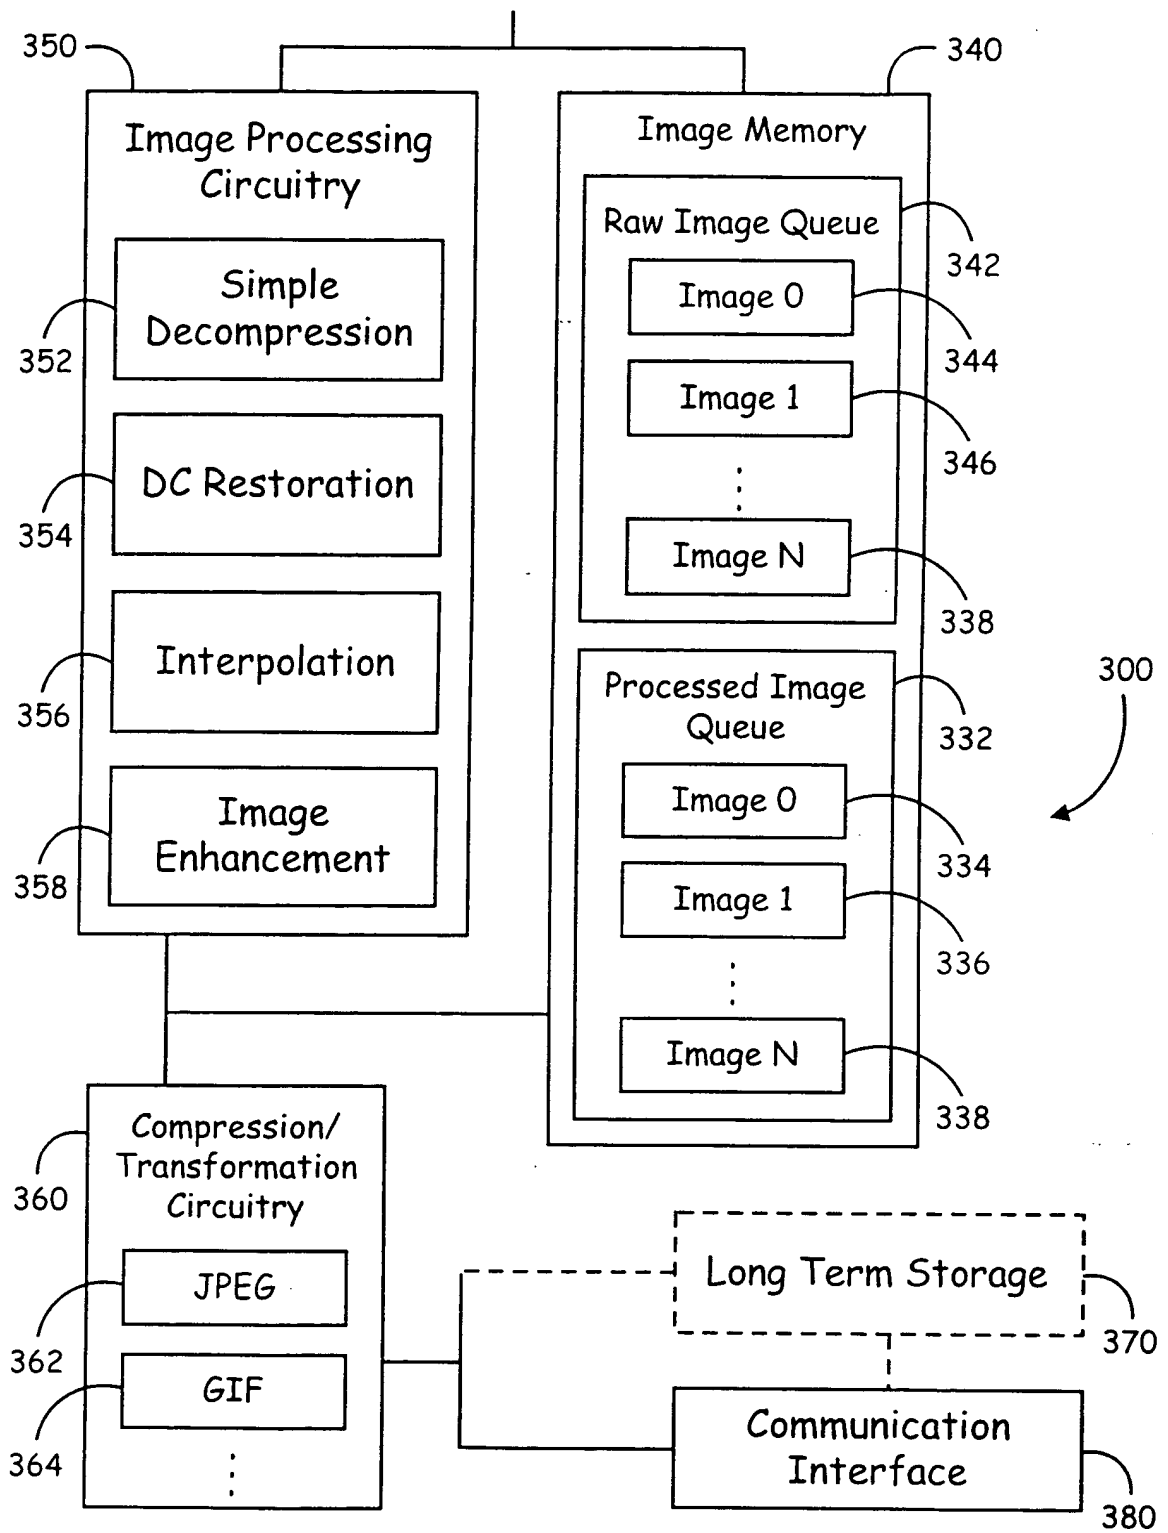 350
340
Image Processing
Circuitry
Image Memory
Raw Image Queue
342
Simple
Decompression
352
Image 0
344
Image 1
346
DC Restoration
354
Image N
338
Interpolation
356
Processed Image
Queue
332
300
Image 0
334
Image
Enhancement
358
Image 1
336
Image N
338
Compression/
Transformation
Circuitry
360
JPEG
362
GIF
364
Long Term Storage
370
Communication
Interface
380